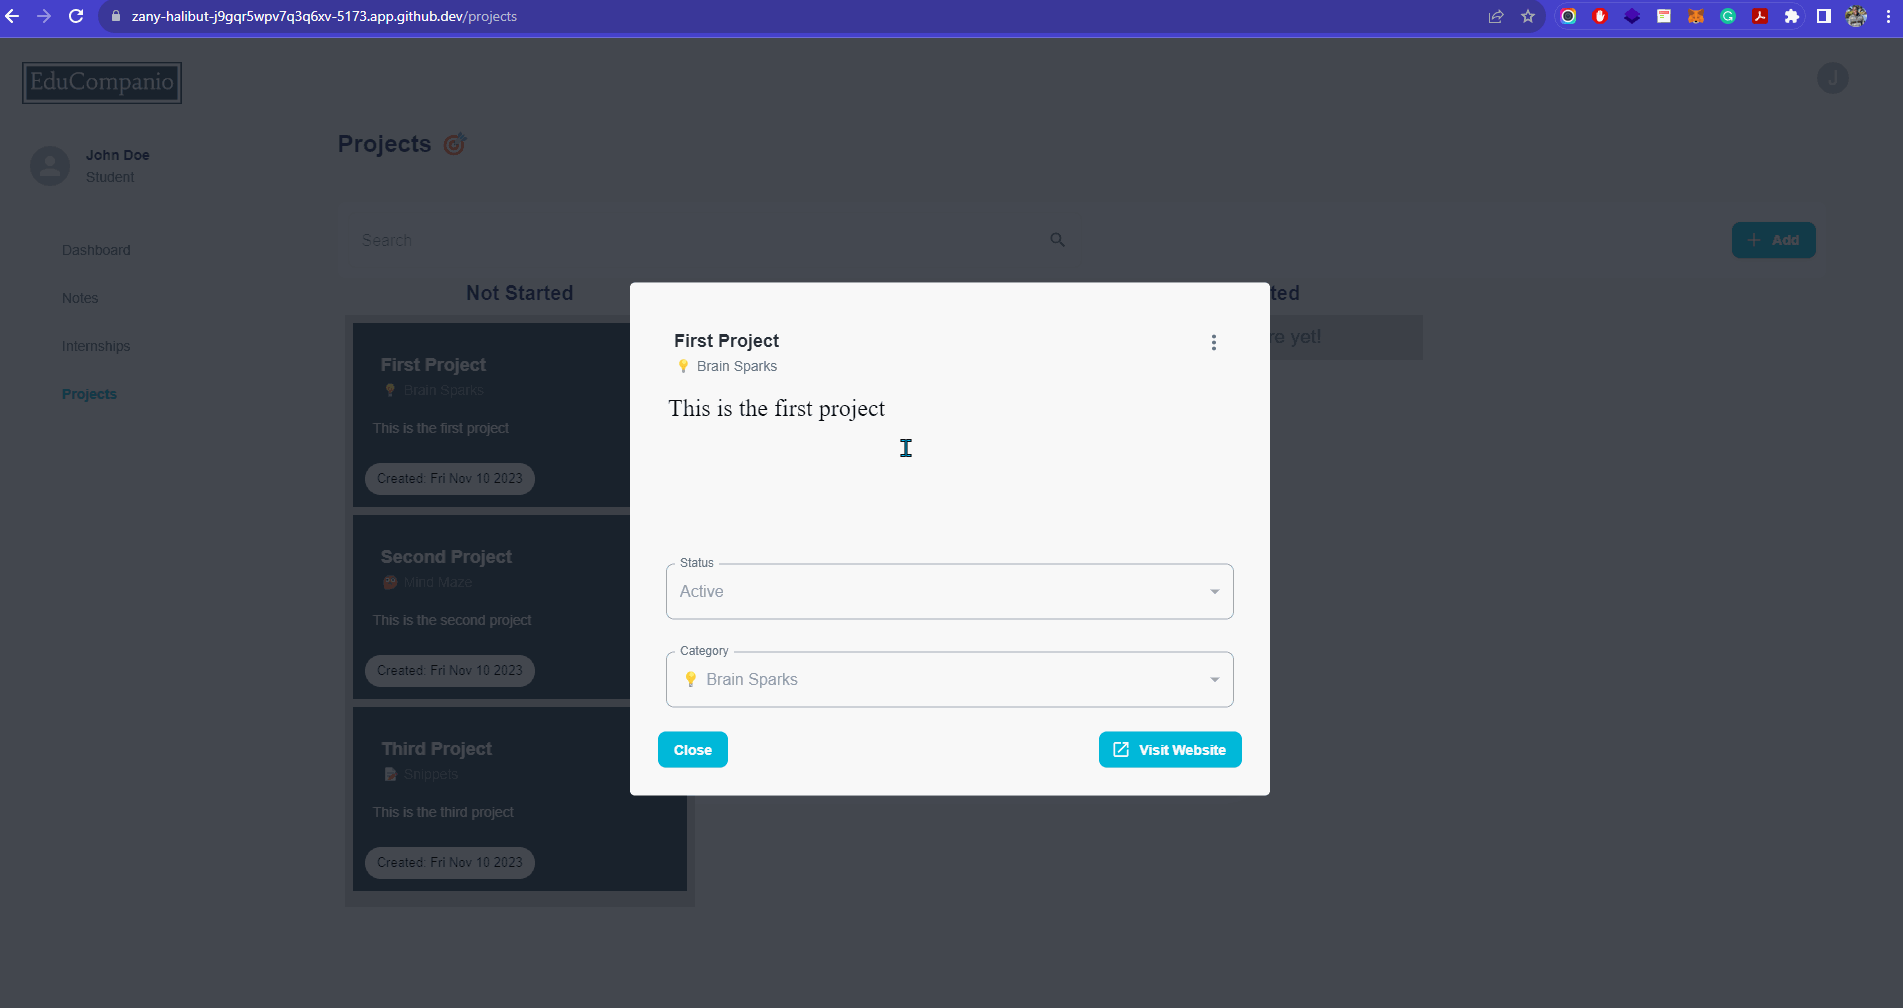 zany-halibut-j9gqr5wpv7q3q6xv-5173.app.github.dev/projects
EduCompanio
J
John Doe
Student
Dashboard
Notes
Internships
Projects
Projects
Search
Add
Not Started
ted
re yet!
First Project
Brain Sparks
This is the first project
Created: Fri Nov 10 2023
Second Project
Mind Maze
This is the second project
Created: Fri Nov 10 2023
Third Project
Snippets
This is the third project
Created: Fri Nov 10 2023
First Project
Brain Sparks
This is the first project
Status
Active
Category
Brain Sparks
Close
Visit Website